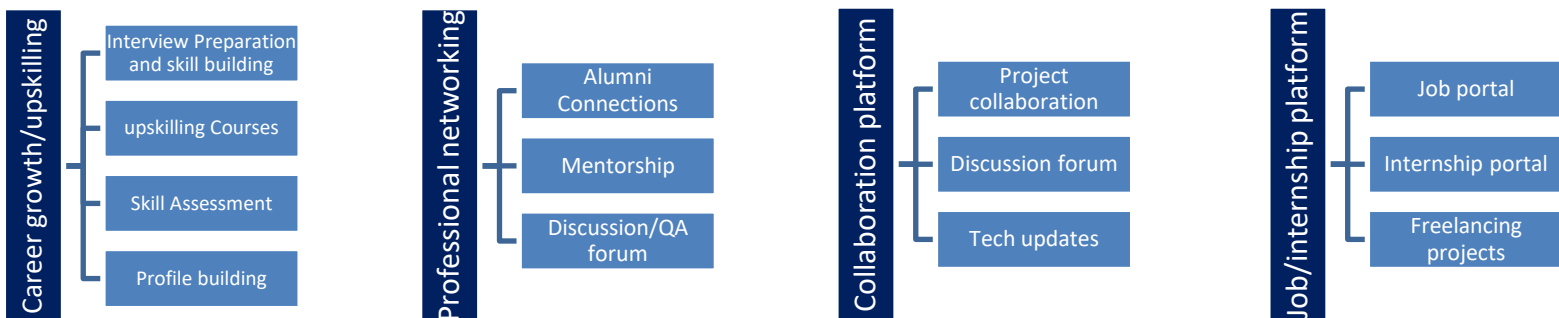 Career growth/upskilling
Interview Preparation
and skill building
upskilling Courses
Skill Assessment
Profile building
Professional networking
Alumni
Connections
Mentorship
Discussion/QA
forum
Collaboration platform
Project
collaboration
Discussion forum
Tech updates
Job/internship platform
Job portal
Internship portal
Freelancing
projects